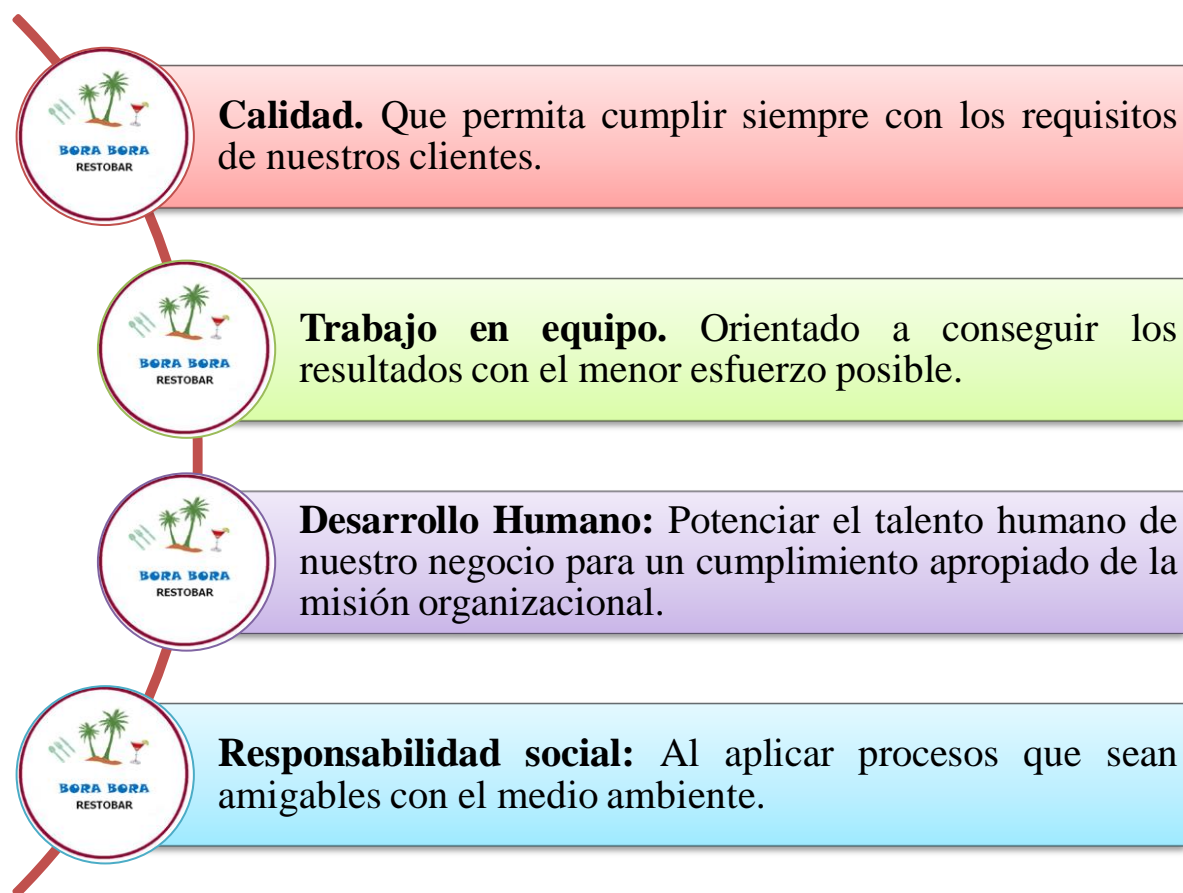 BORA BORA
RESTOBAR
Calidad. Que permita cumplir siempre con los requisitos
de nuestros clientes.
BORA BORA
RESTOBAR
Trabajo en equipo. Orientado a conseguir los
resultados con el menor esfuerzo posible.
BORA BORA
RESTOBAR
Desarrollo Humano: Potenciar el talento humano de
nuestro negocio para un cumplimiento apropiado de la
misión organizacional.
BORA BORA
RESTOBAR
Responsabilidad social: Al aplicar procesos que sean
amigables con el medio ambiente.